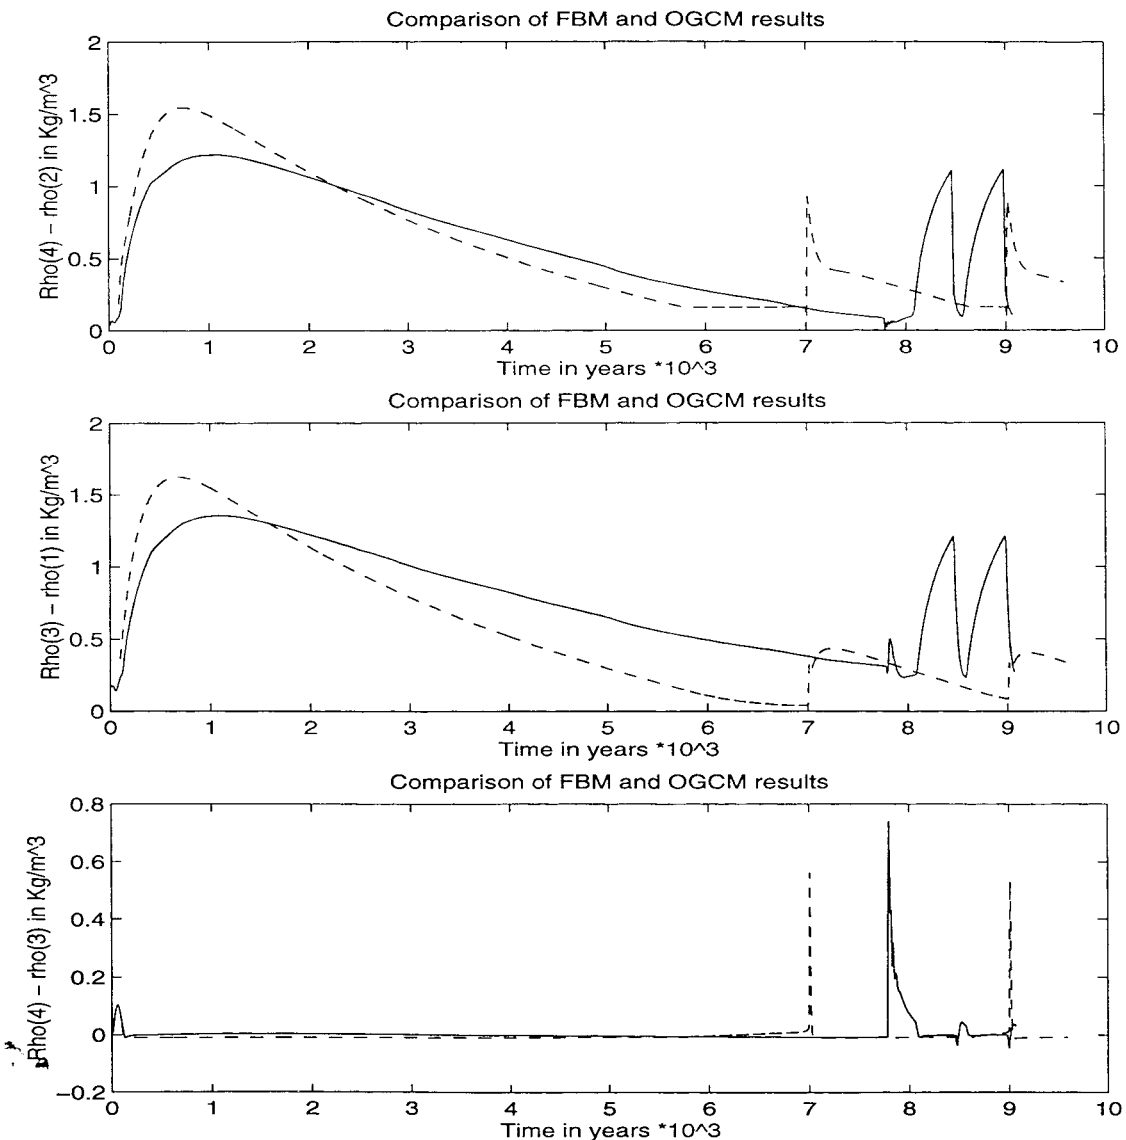 Comparison of FBM and OGCM results
Rho(4) − rho(2) in Kg/m^3
2
1.5
1
0.5
0
0 1 2 3 4 5 6 7 8 9 10
Time in years *10^3
Comparison of FBM and OGCM results
Rho(3) − rho(1) in Kg/m^3
2
1.5
1
0.5
0
0 1 2 3 4 5 6 7 8 9 10
Time in years *10^3
Comparison of FBM and OGCM results
Rho(4) − rho(3) in Kg/m^3
0.8
0.6
0.4
0.2
0
−0.2
0 1 2 3 4 5 6 7 8 9 10
Time in years *10^3